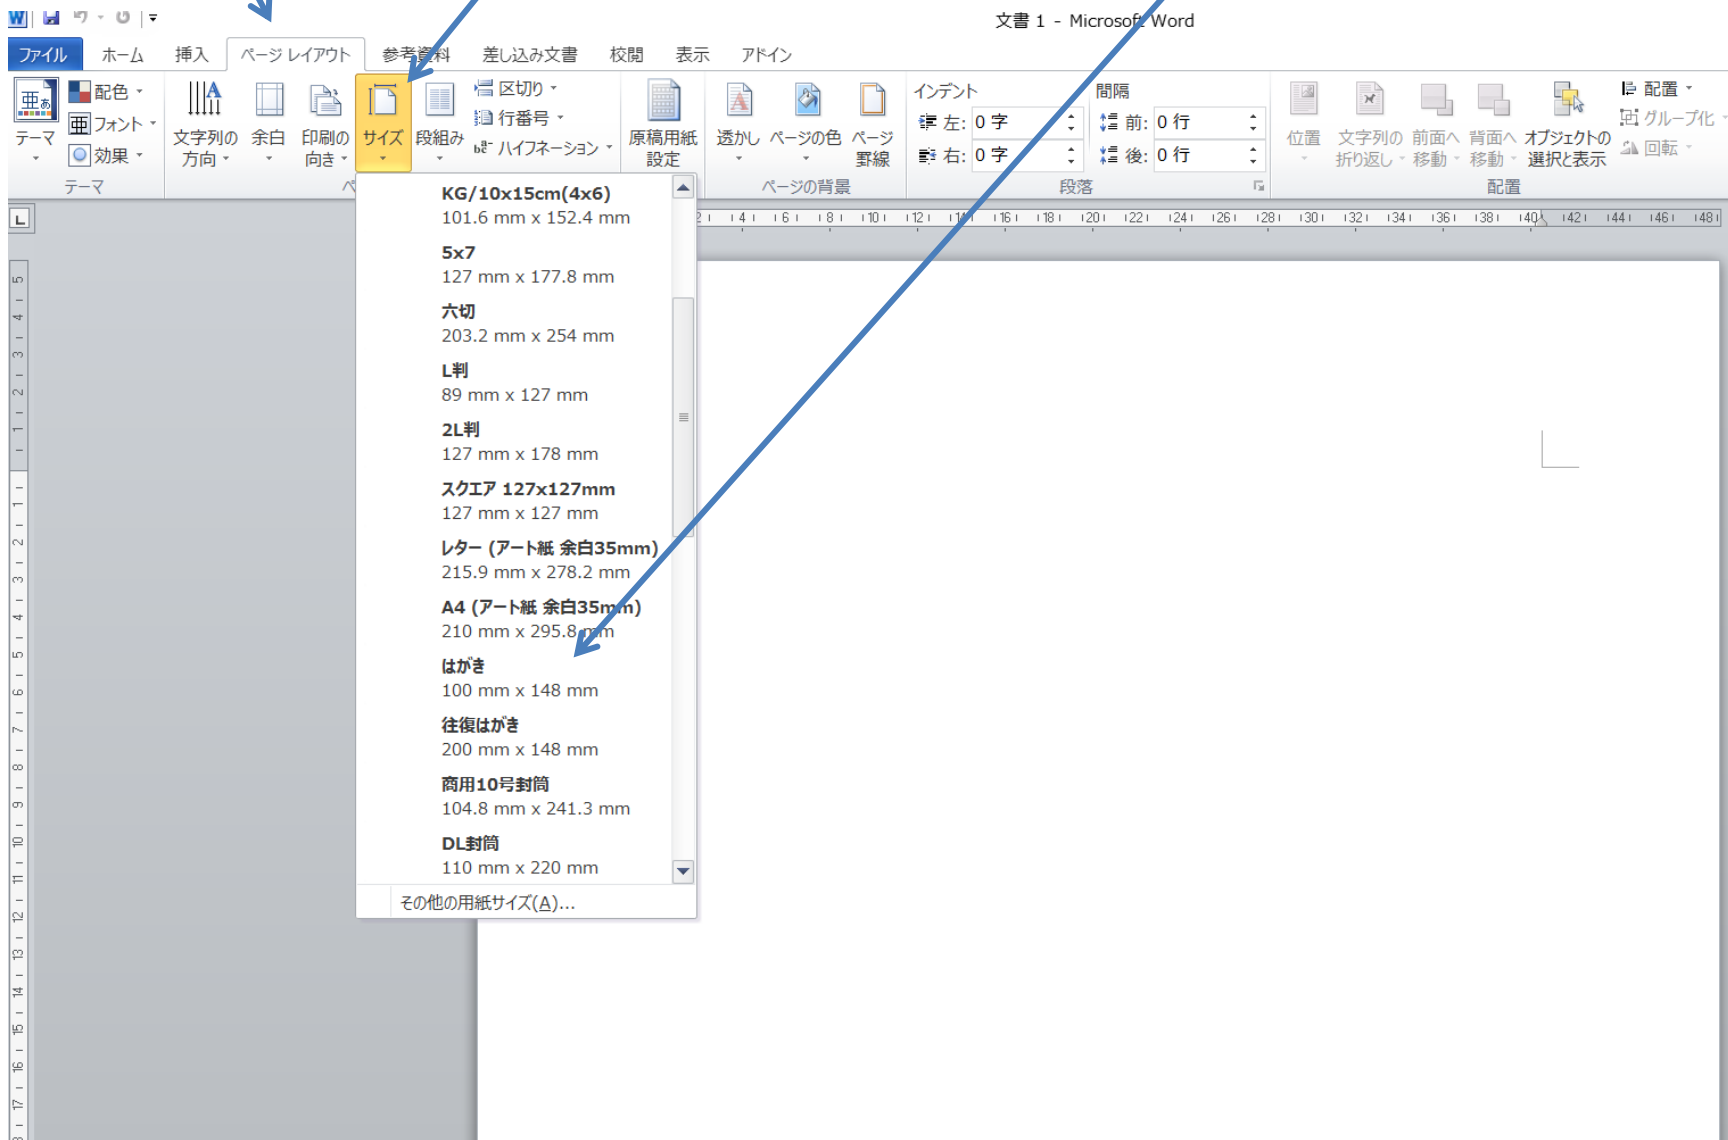 文書 1 - Microsoft Word
ファイル ホーム 挿入 ページ レイアウト 参考資料 差し込み文書 校閲 表示 アドイン
テーマ
配色
フォント
効果
テーマ
文字列の方向
余白
印刷の向き
サイズ
段組み
区切り
行番号
ハイフネーション
原稿用紙設定
透かし
ページの色
ページ罫線
ページの背景
インデント
左: 0 字
右: 0 字
間隔
前: 0 行
後: 0 行
段落
位置
文字列の折り返し
前面へ移動
背面へ移動
オブジェクトの選択と表示
配置
グループ化
回転
配置
KG/10x15cm(4x6)
101.6 mm x 152.4 mm
5x7
127 mm x 177.8 mm
六切
203.2 mm x 254 mm
L判
89 mm x 127 mm
2L判
127 mm x 178 mm
スクエア 127x127mm
127 mm x 127 mm
レター (アート紙 余白35mm)
215.9 mm x 278.2 mm
A4 (アート紙 余白35mm)
210 mm x 295.8 mm
はがき
100 mm x 148 mm
往復はがき
200 mm x 148 mm
商用10号封筒
104.8 mm x 241.3 mm
DL封筒
110 mm x 220 mm
その他の用紙サイズ(A)...